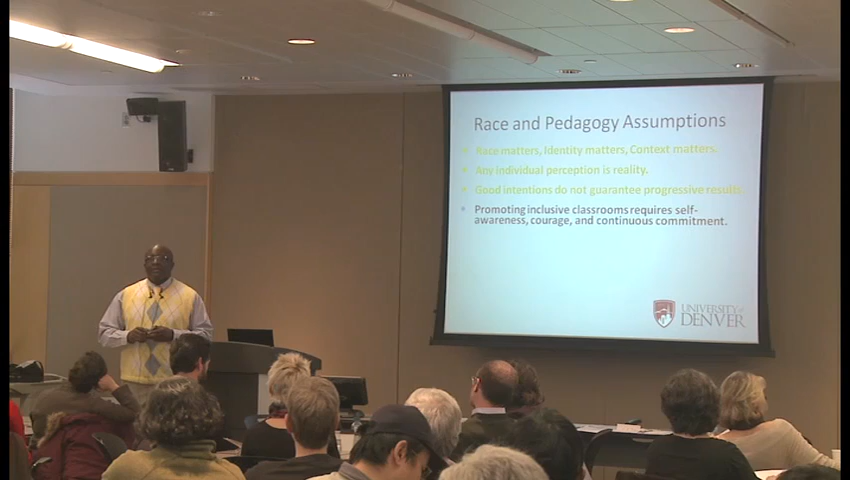 Race and Pedagogy Assumptions
• Race matters, Identity matters, Context matters.
• Any individual perception is reality.
• Good intentions do not guarantee progressive results.
• Promoting inclusive classrooms requires self-
awareness, courage, and continuous commitment.
UNIVERSITY of
DENVER